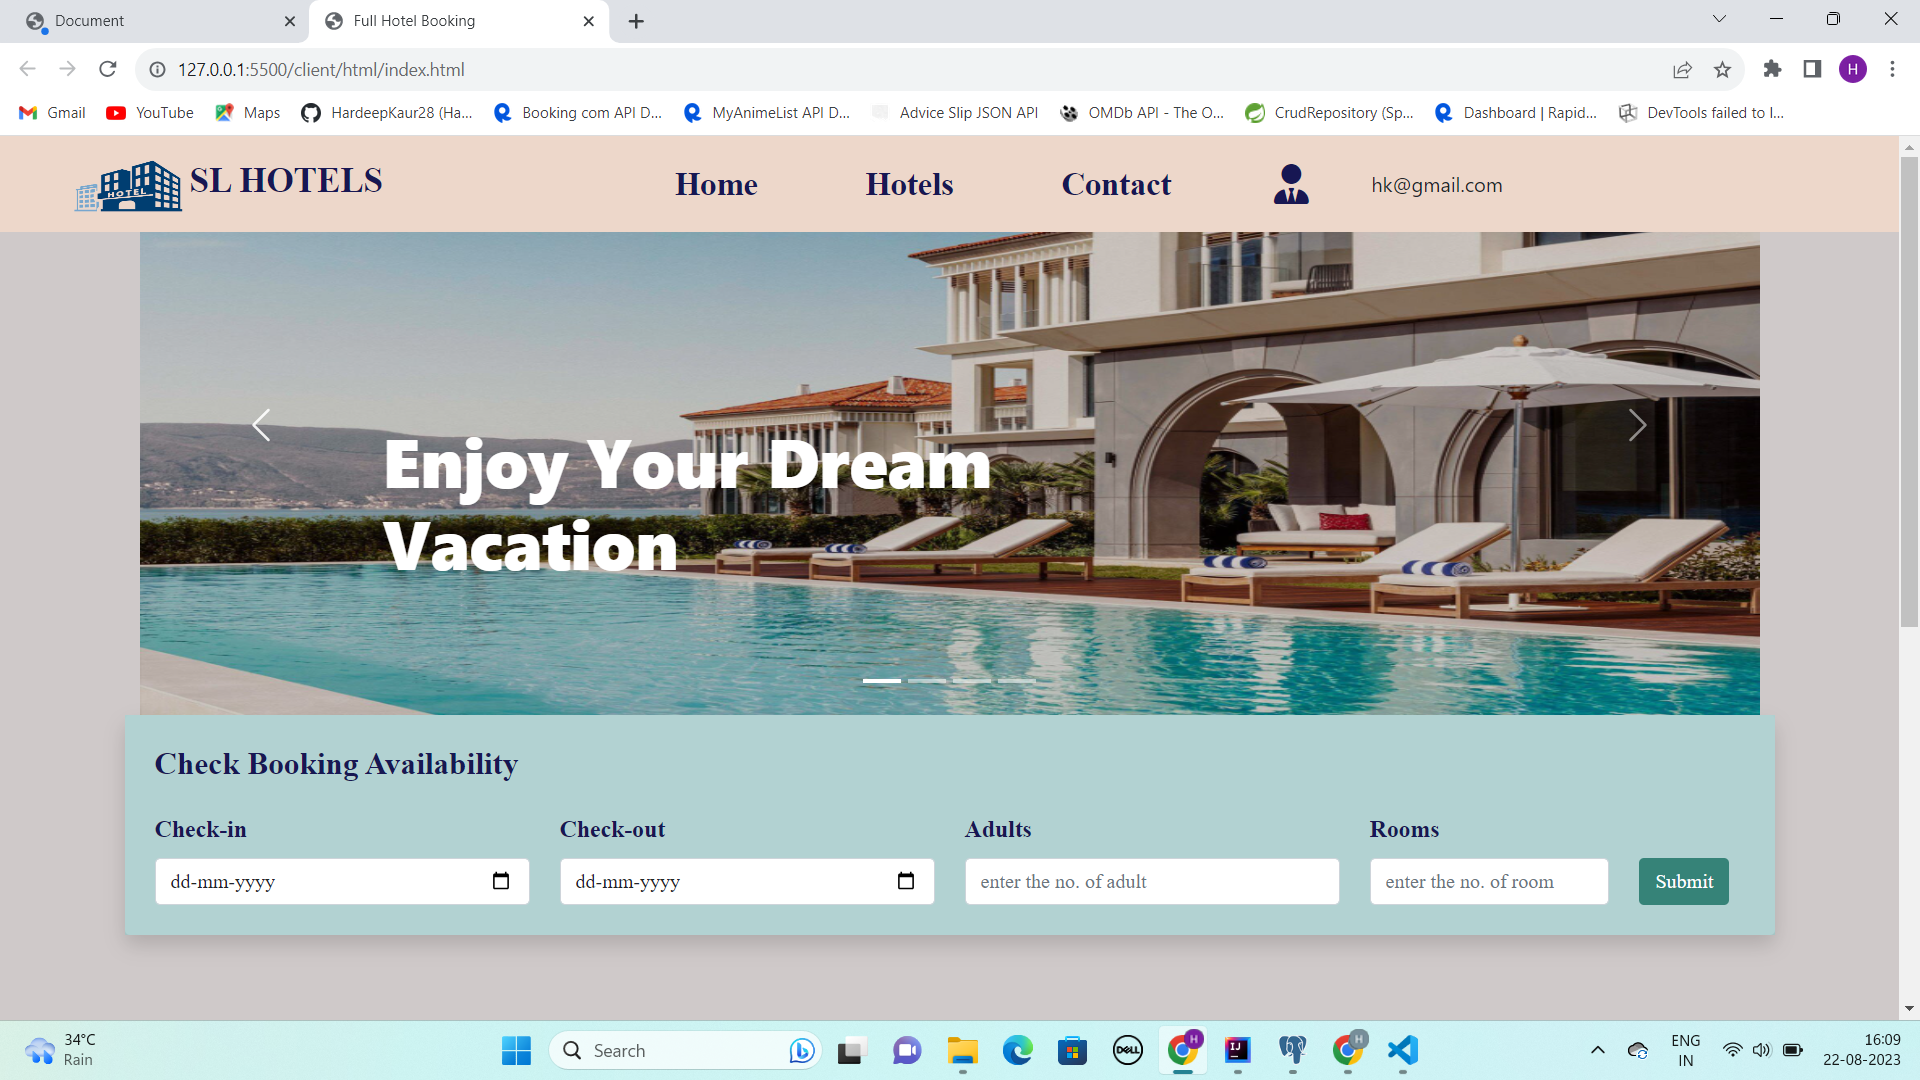 Document
Full Hotel Booking
127.0.0.1:5500/client/html/index.html
H
Gmail
YouTube
Maps
HardeepKaur28 (Ha...
Booking com API D...
MyAnimeList API D...
Advice Slip JSON API
OMDb API - The O...
CrudRepository (Sp...
Dashboard | Rapid...
DevTools failed to l...
HOTEL
SL HOTELS
Home
Hotels
Contact
hk@gmail.com
Enjoy Your Dream
Vacation
Check Booking Availability
Check-in
Check-out
Adults
Rooms
dd-mm-yyyy
dd-mm-yyyy
enter the no. of adult
enter the no. of room
Submit
34°C
Rain
Search
DELL
H
IJ
H
ENG
IN
16:09
22-08-2023